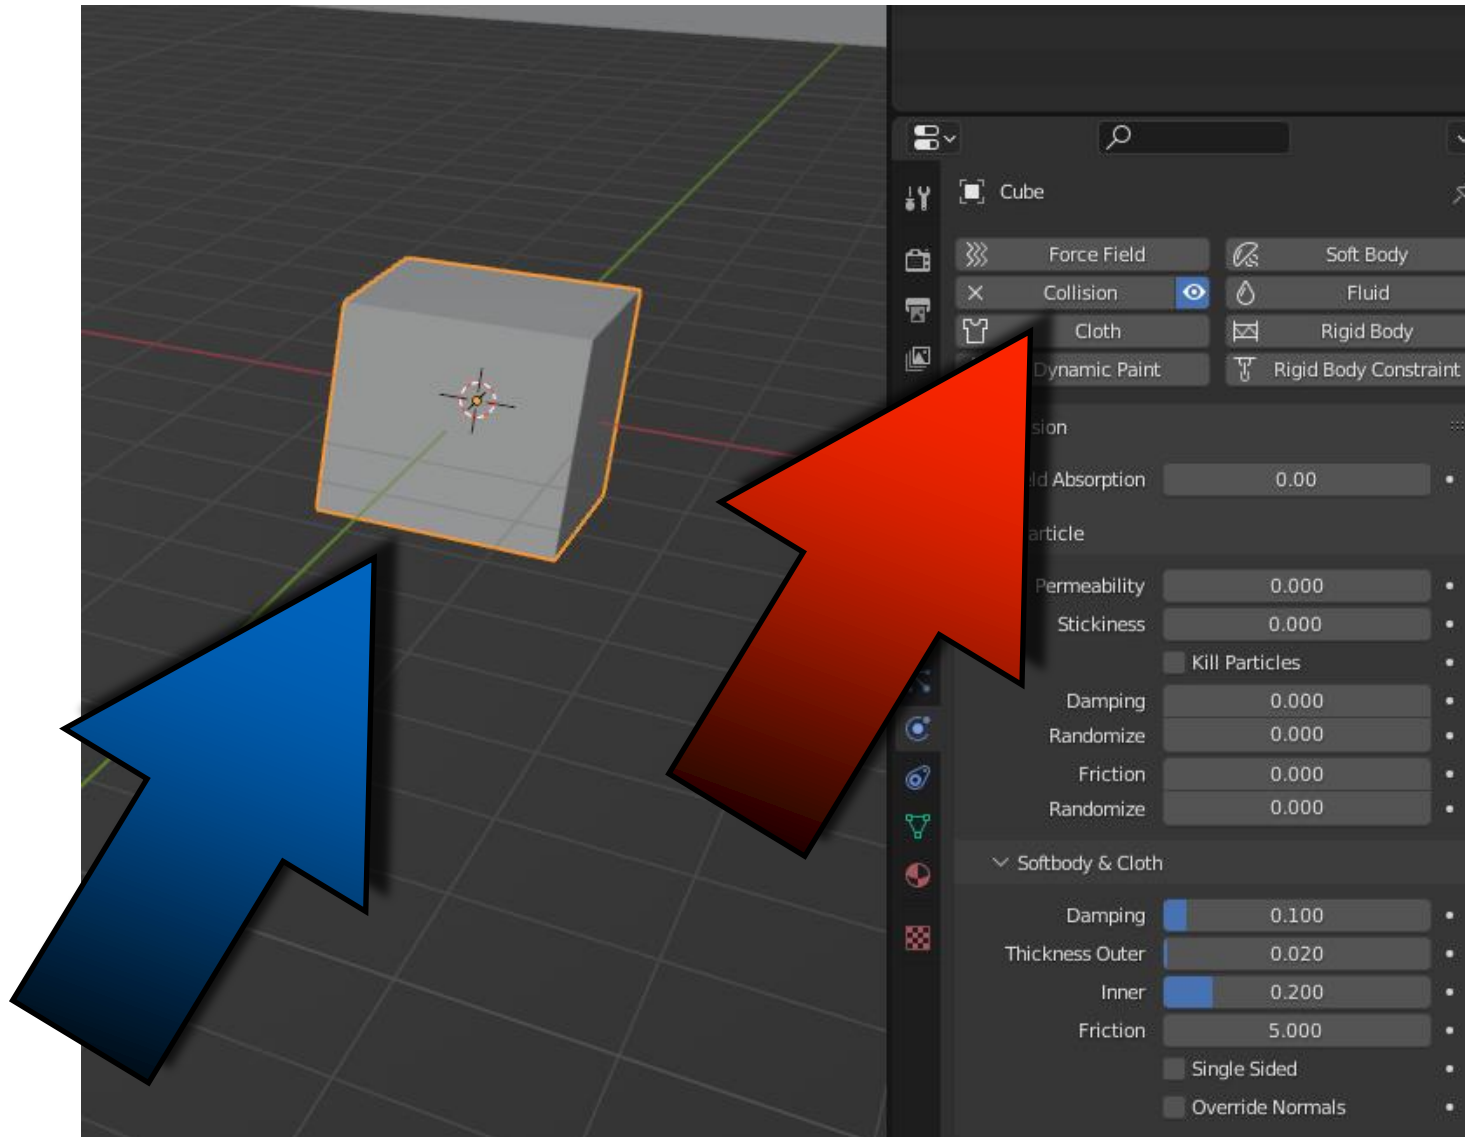 Cube
Force Field
Soft Body
Collision
Fluid
Cloth
Rigid Body
Dynamic Paint
Rigid Body Constraint
Absorption 0.00
Permeability 0.000
Stickiness 0.000
Kill Particles
Damping 0.000
Randomize 0.000
Friction 0.000
Randomize 0.000
Softbody & Cloth
Damping 0.100
Thickness Outer 0.020
Inner 0.200
Friction 5.000
Single Sided
Override Normals